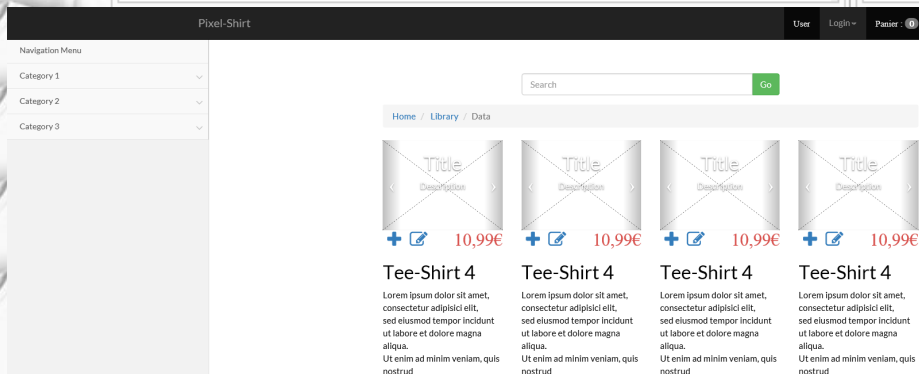 Pixel-Shirt User Login Panier : 0
Navigation Menu
Category 1
Category 2
Category 3
Search Go
Home / Library / Data
Title Title Title Title
Description Description Description Description
10,99€ 10,99€ 10,99€ 10,99€
Tee-Shirt 4 Tee-Shirt 4 Tee-Shirt 4 Tee-Shirt 4
Lorem ipsum dolor sit amet, Lorem ipsum dolor sit amet, Lorem ipsum dolor sit amet, Lorem ipsum dolor sit amet,
consectetur adipisici elit, consectetur adipisici elit, consectetur adipisici elit, consectetur adipisici elit,
sed eiusmod tempor incidunt sed eiusmod tempor incidunt sed eiusmod tempor incidunt sed eiusmod tempor incidunt
ut labore et dolore magna ut labore et dolore magna ut labore et dolore magna ut labore et dolore magna
aliqua. aliqua. aliqua. aliqua.
Ut enim ad minim veniam, quis Ut enim ad minim veniam, quis Ut enim ad minim veniam, quis Ut enim ad minim veniam, quis
nostrud nostrud nostrud nostrud